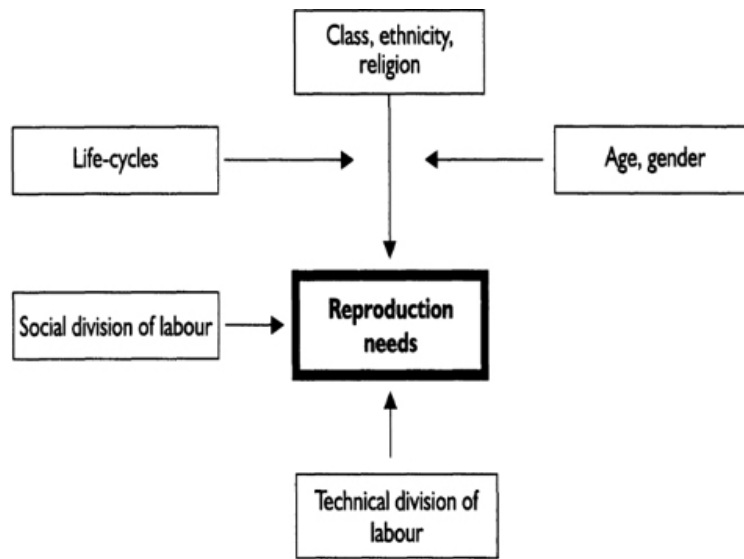 Class, ethnicity,
religion
Life-cycles
Age, gender
Social division of labour
Reproduction
needs
Technical division of
labour